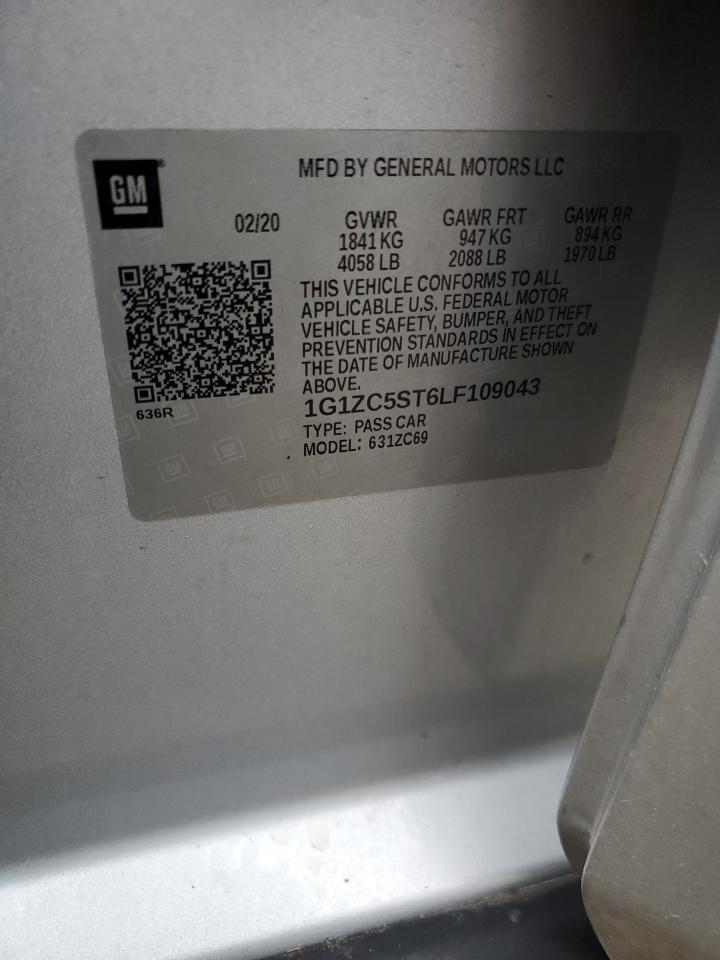 GM
MFD BY GENERAL MOTORS LLC
02/20 GVWR GAWR FRT GAWR RR
1841 KG 947 KG 894 KG
4058 LB 2088 LB 1970 LB
THIS VEHICLE CONFORMS TO ALL
APPLICABLE U.S. FEDERAL MOTOR
VEHICLE SAFETY, BUMPER, AND THEFT
PREVENTION STANDARDS IN EFFECT ON
THE DATE OF MANUFACTURE SHOWN
ABOVE.
636R
1G1ZC5ST6LF109043
TYPE: PASS CAR
MODEL: 631ZC69